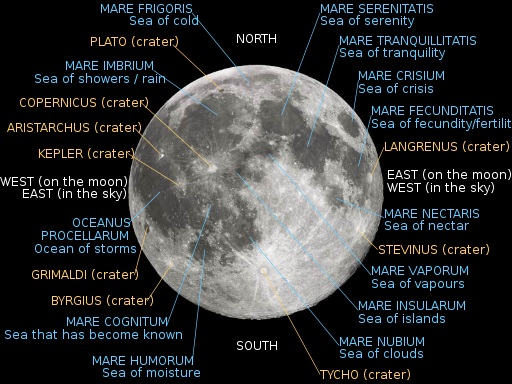 MARE FRIGORIS
Sea of cold
PLATO (crater)
MARE IMBRIUM
Sea of showers / rain
COPERNICUS (crater)
ARISTARCHUS (crater)
KEPLER (crater)
WEST (on the moon)
EAST (in the sky)
OCEANUS
PROCELLARUM
Ocean of storms
GRIMALDI (crater)
BYRGIUS (crater)
MARE COGNITUM
Sea that has become known
MARE HUMORUM
Sea of moisture
NORTH
SOUTH
MARE SERENITATIS
Sea of serenity
MARE TRANQUILLITATIS
Sea of tranquility
MARE CRISIUM
Sea of crisis
MARE FECUNDITATIS
Sea of fecundity/fertilit
LANGRENUS (crater)
EAST (on the moon)
WEST (in the sky)
MARE NECTARIS
Sea of nectar
STEVINUS (crater)
MARE VAPORUM
Sea of vapours
MARE INSULARUM
Sea of islands
MARE NUBIUM
Sea of clouds
TYCHO (crater)